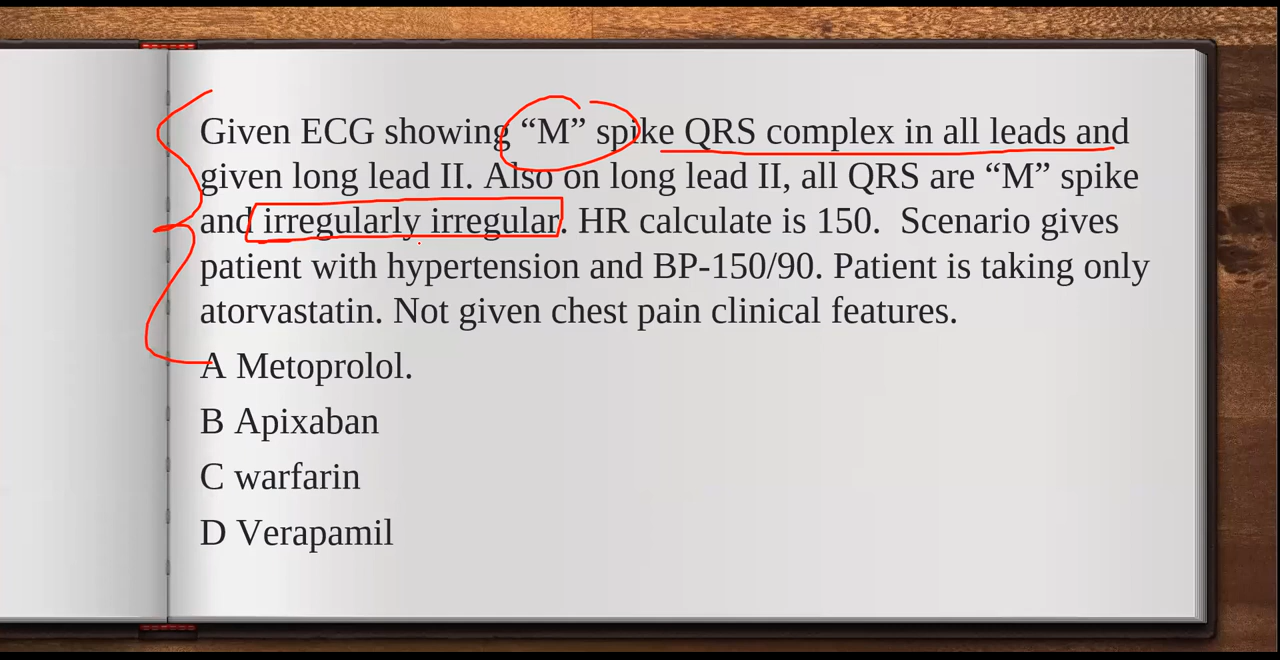 Given ECG showing “M” spike QRS complex in all leads and
given long lead II. Also on long lead II, all QRS are “M” spike
and irregularly irregular. HR calculate is 150.  Scenario gives
patient with hypertension and BP-150/90. Patient is taking only
atorvastatin. Not given chest pain clinical features.
A Metoprolol.
B Apixaban
C warfarin
D Verapamil